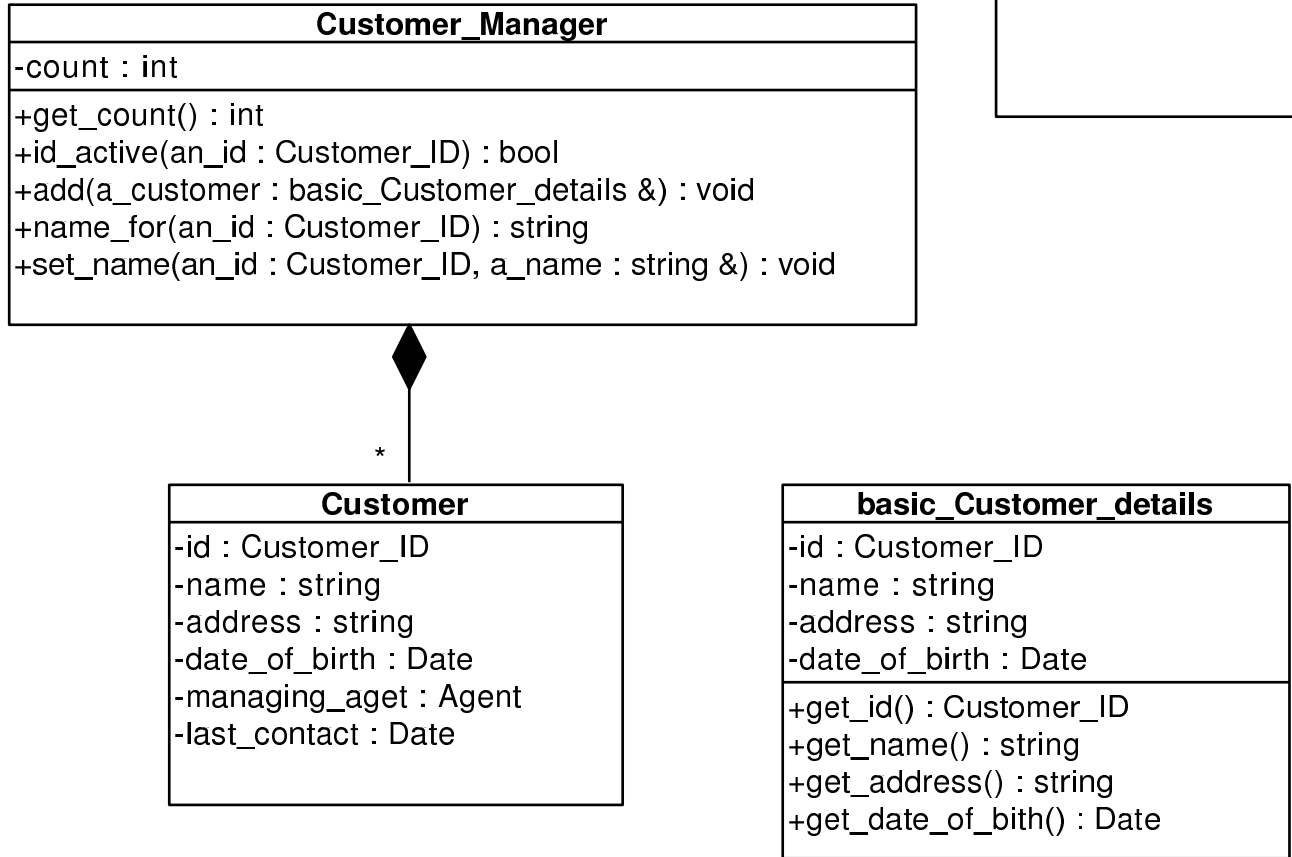 Customer_Manager
-count : int
+get_count() : int
+id_active(an_id : Customer_ID) : bool
+add(a_customer : basic_Customer_details &) : void
+name_for(an_id : Customer_ID) : string
+set_name(an_id : Customer_ID, a_name : string &) : void
*
Customer
-id : Customer_ID
-name : string
-address : string
-date_of_birth : Date
-managing_aget : Agent
-last_contact : Date
basic_Customer_details
-id : Customer_ID
-name : string
-address : string
-date_of_birth : Date
+get_id() : Customer_ID
+get_name() : string
+get_address() : string
+get_date_of_bith() : Date